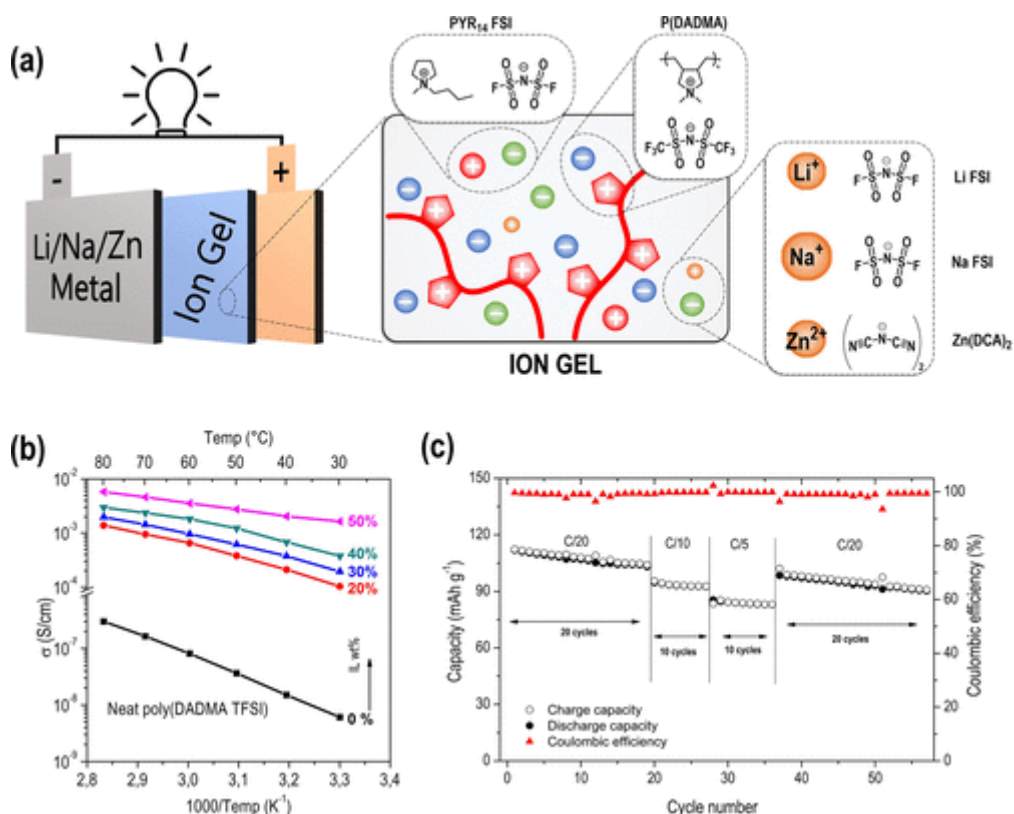 (a)
PYR14 FSI
P(DADMA)
F-S-N-S-F
O O
O O
F3C-S-N-S-CF3
O O
O O
-
+
Li/Na/Zn
Metal
Ion Gel
ION GEL
Li+
F-S-N-S-F
O O
O O
Li FSI
Na+
F-S-N-S-F
O O
O O
Na FSI
Zn2+
(N≡C-N-C≡N)2
Zn(DCA)2
(b)
Temp (°C)
80 70 60 50 40 30
10-2
10-3
10-4
10-7
10-8
10-9
σ (S/cm)
50%
40%
30%
20%
0 %
IL wt%
Neat poly(DADMA TFSI)
2,8 2,9 3,0 3,1 3,2 3,3 3,4
1000/Temp (K-1)
(c)
150
120
90
60
30
0
Capacity (mAh g-1)
C/20
C/10
C/5
C/20
20 cycles
10 cycles
10 cycles
20 cycles
Charge capacity
Discharge capacity
Coulombic efficiency
100
80
60
40
20
0
Coulombic efficiency (%)
0 10 20 30 40 50
Cycle number